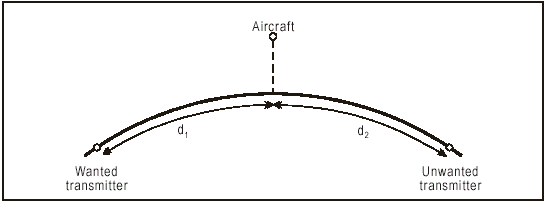 Aircraft
d1
d2
Wanted
transmitter
Unwanted
transmitter